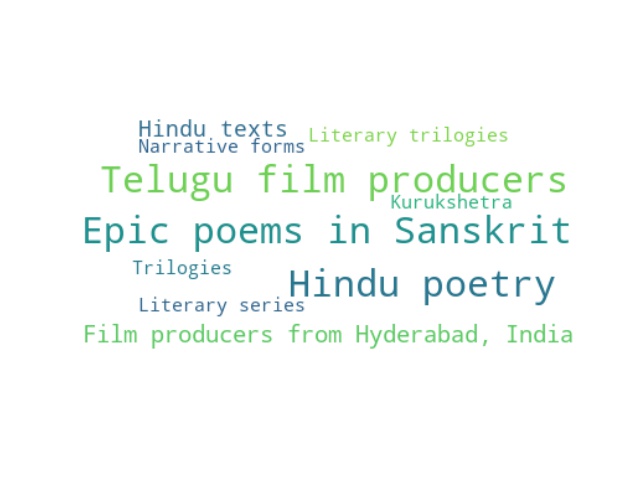 Hindu texts
Literary trilogies
Narrative forms
Telugu film producers
Kurukshetra
Epic poems in Sanskrit
Trilogies
Hindu poetry
Literary series
Film producers from Hyderabad, India